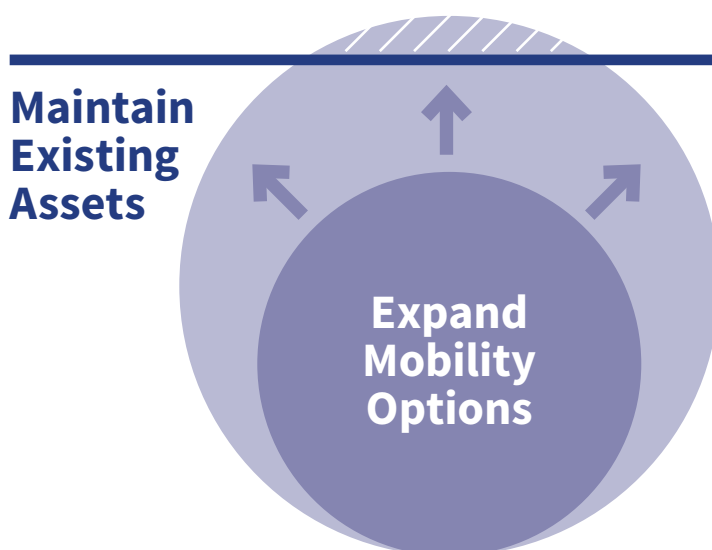 Maintain
Existing
Assets
Expand
Mobility
Options